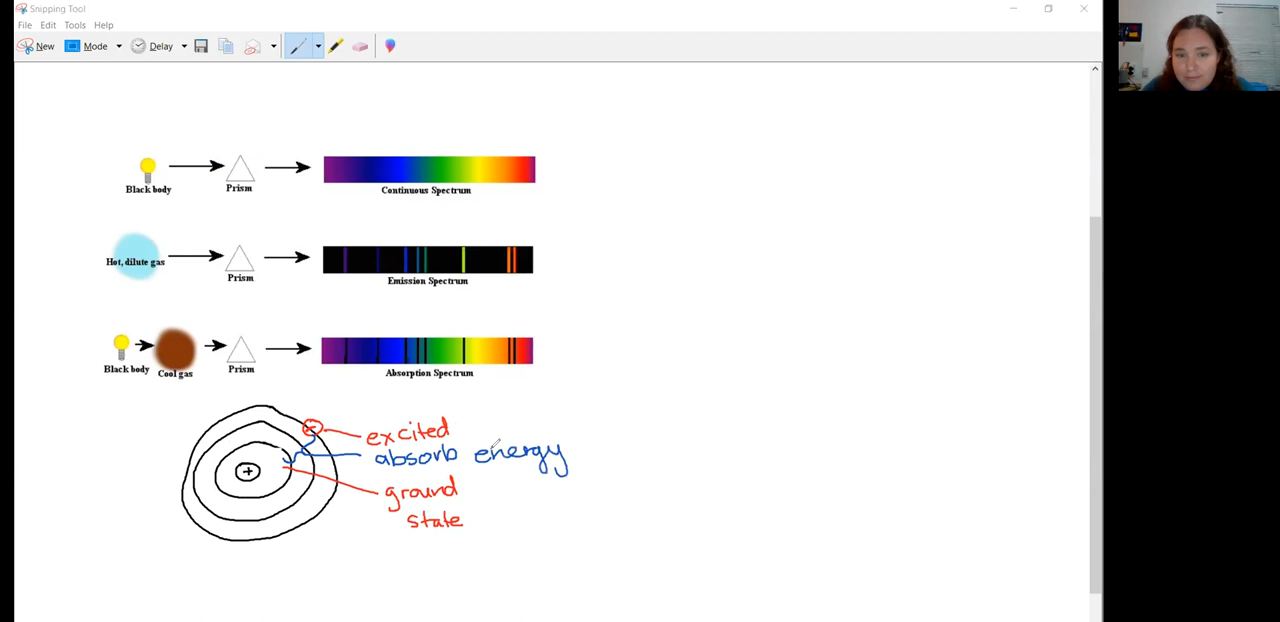 Snipping Tool
File Edit Tools Help
New Mode Delay
Black body
Prism
Continuous Spectrum
Hot, dilute gas
Prism
Emission Spectrum
Black body
Cool gas
Prism
Absorption Spectrum
+
-
excited
absorb energy
ground
state